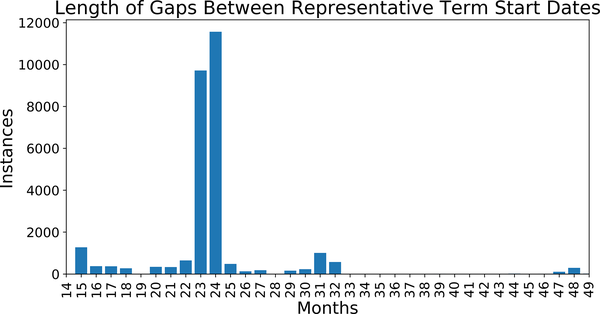 Length of Gaps Between Representative Term Start Dates
Instances
12000
10000
8000
6000
4000
2000
0
14 15 16 17 18 19 20 21 22 23 24 25 26 27 28 29 30 31 32 33 34 35 36 37 38 39 40 41 42 43 44 45 46 47 48 49
Months